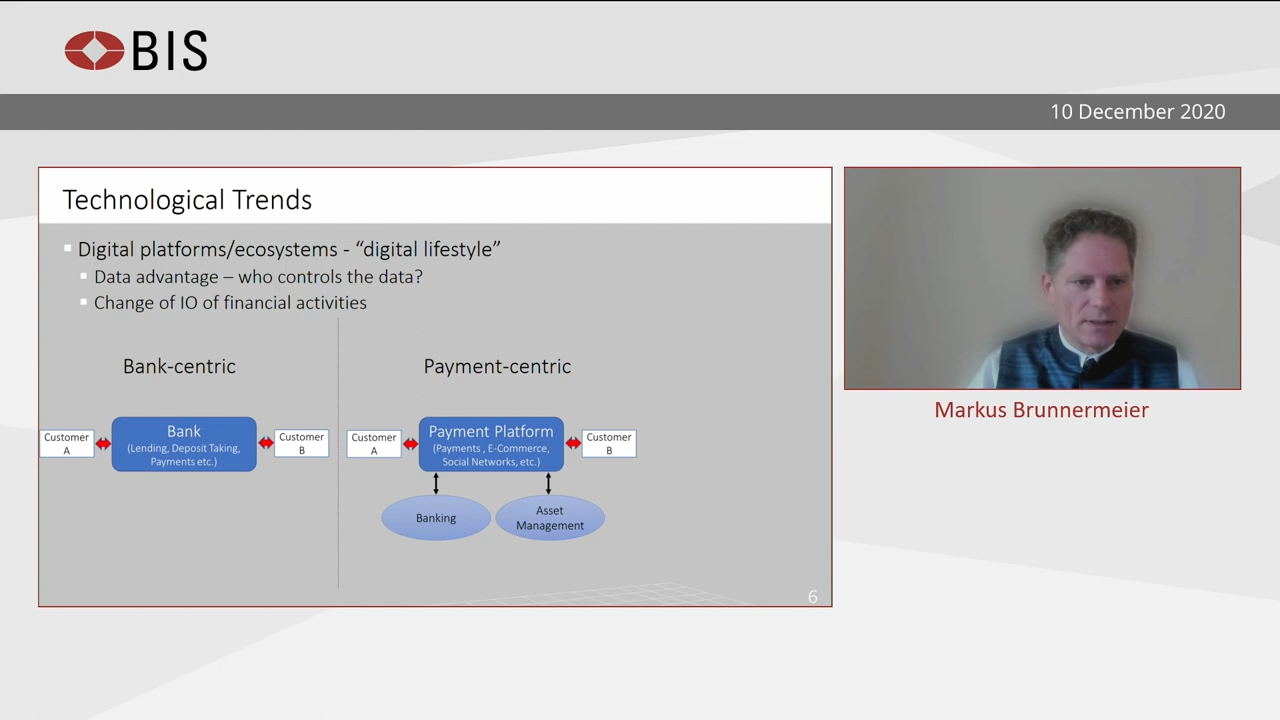 BIS
10 December 2020
Technological Trends
Digital platforms/ecosystems - “digital lifestyle”
Data advantage – who controls the data?
Change of IO of financial activities
Bank-centric
Customer
A
Bank
(Lending, Deposit Taking,
Payments etc.)
Customer
B
Payment-centric
Customer
A
Payment Platform
(Payments , E-Commerce,
Social Networks, etc.)
Customer
B
Banking
Asset
Management
6
Markus Brunnermeier